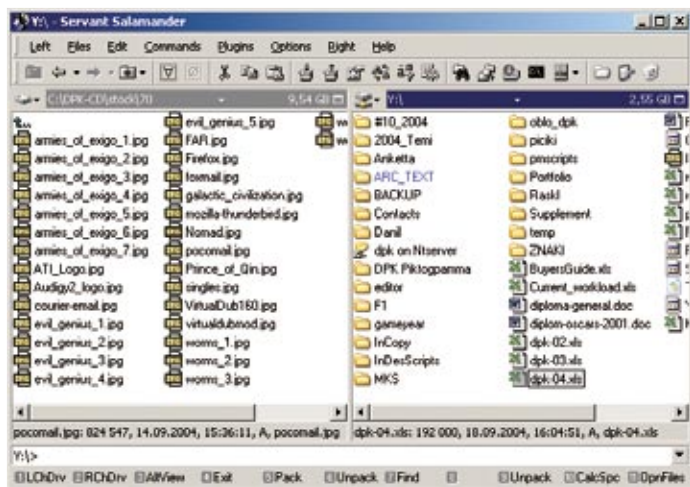 Y:\ - Servant Salamander
Left Files Edit Commands Plugins Options Right Help
C:\DPK-CD\stock\70 9,54 GB
armies_of_exigo_1.jpg
armies_of_exigo_2.jpg
armies_of_exigo_3.jpg
armies_of_exigo_4.jpg
armies_of_exigo_5.jpg
armies_of_exigo_6.jpg
armies_of_exigo_7.jpg
ATI_Logo.jpg
Audigy2_logo.jpg
courier-email.jpg
evil_genius_1.jpg
evil_genius_2.jpg
evil_genius_3.jpg
evil_genius_4.jpg
evil_genius_5.jpg
FAR.jpg
Firefox.jpg
foxmail.jpg
galactic_civilization.jpg
mozilla-thunderbird.jpg
Nomad.jpg
pocomail.jpg
Prince_of_Qin.jpg
singles.jpg
VirtualDub160.jpg
virtualdubmod.jpg
worms_1.jpg
worms_2.jpg
worms_3.jpg
pocomail.jpg: 824 547, 14.09.2004, 15:36:11, A, pocomail.jpg
Y:\ 2,55 GB
#10_2004
2004_Temi
Anketta
ARC_TEXT
BACKUP
Contacts
Danil
dpk on Ntserver
DPK Piktogpamma
editor
F1
gameyear
InCopy
InDesScripts
MKS
oblo_dpk
piciki
pmscripts
Portfolio
Raskl
Supplement
temp
ZNAKI
BuyersGuide.xls
Current_workload.xls
diploma-general.doc
diplom-oscars-2001.doc
dpk-02.xls
dpk-03.xls
dpk-04.xls
dpk-04.xls: 192 000, 18.09.2004, 16:04:51, A, dpk-04.xls
Y:\>
LChDrv RChDrv AltView Exit Pack Unpack Find Unpack CalcSpc OpnFiles